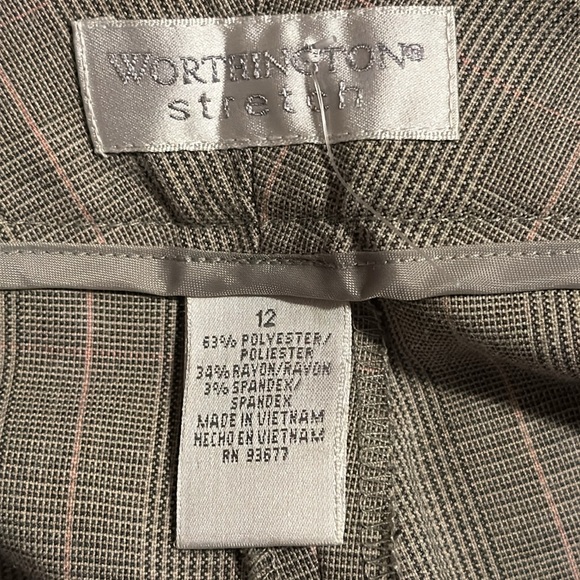 WORTHINGTON®
stretch
12
63% POLYESTER/
POLIESTER
34% RAYON/RAYON
3% SPANDEX/
SPANDEX
MADE IN VIETNAM
HECHO EN VIETNAM
RN 93677